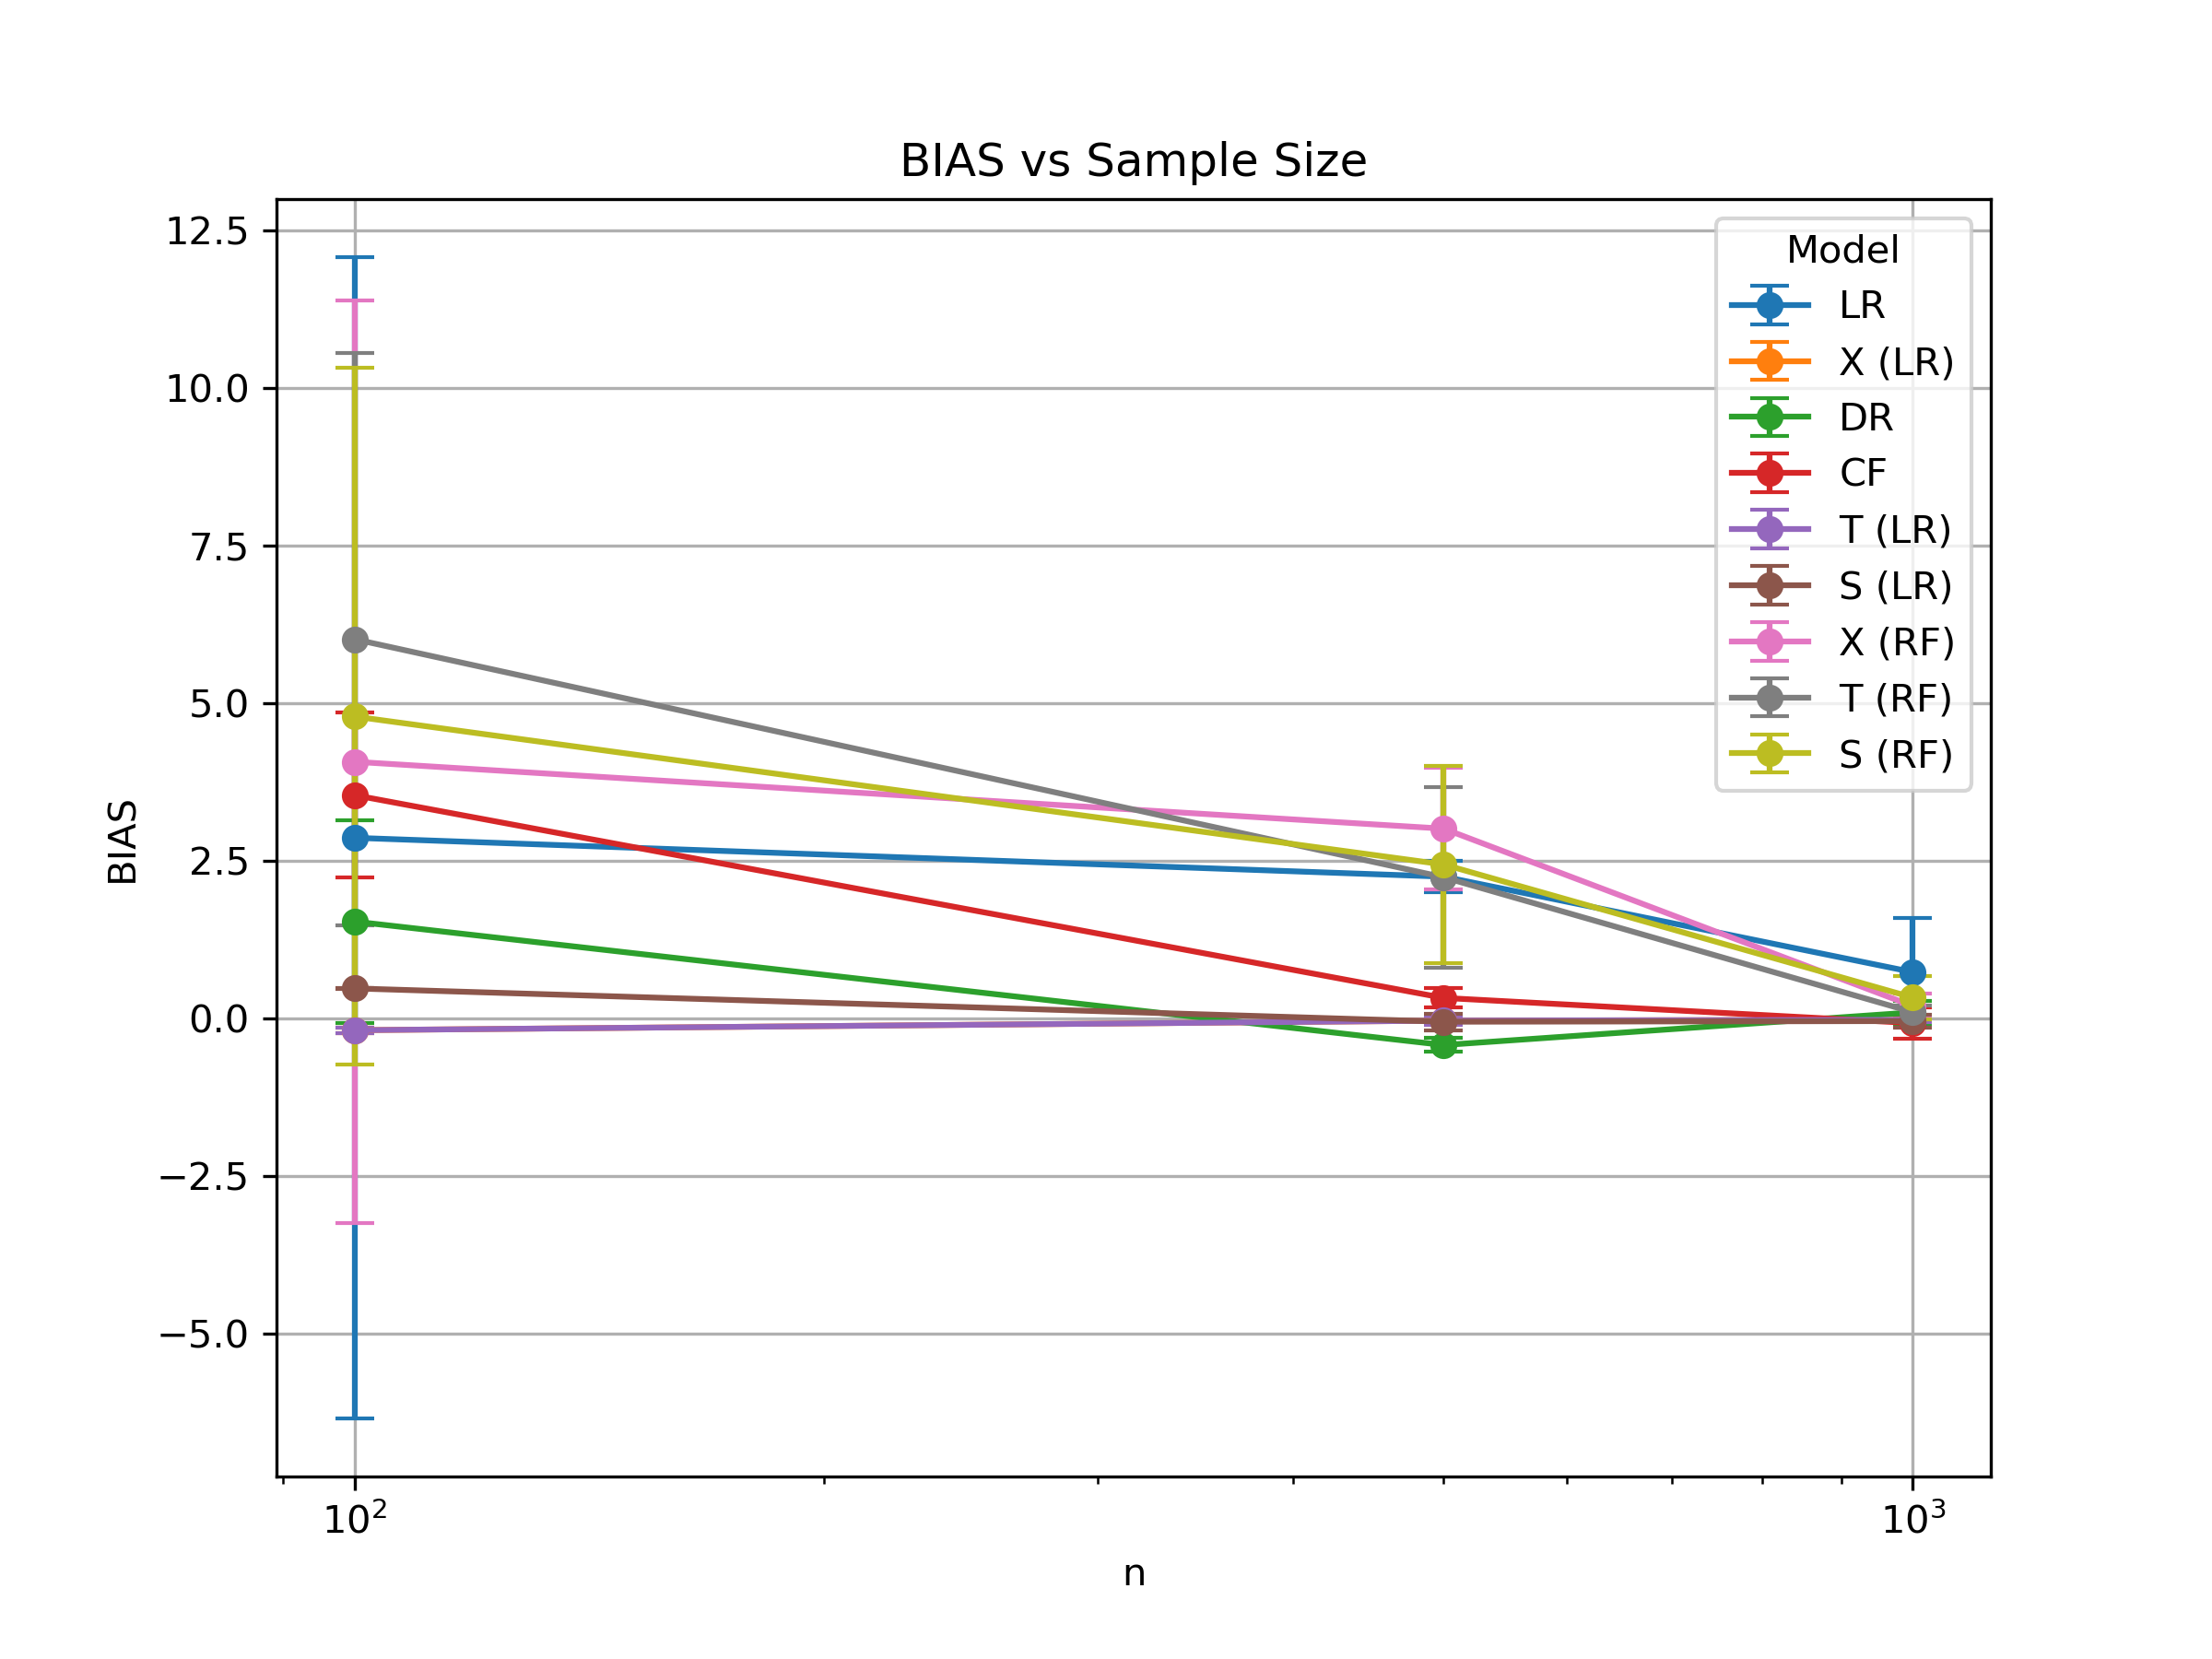 BIAS vs Sample Size
12.5
10.0
7.5
5.0
2.5
0.0
−2.5
−5.0
BIAS
Model
LR
X (LR)
DR
CF
T (LR)
S (LR)
X (RF)
T (RF)
S (RF)
10²
10³
n